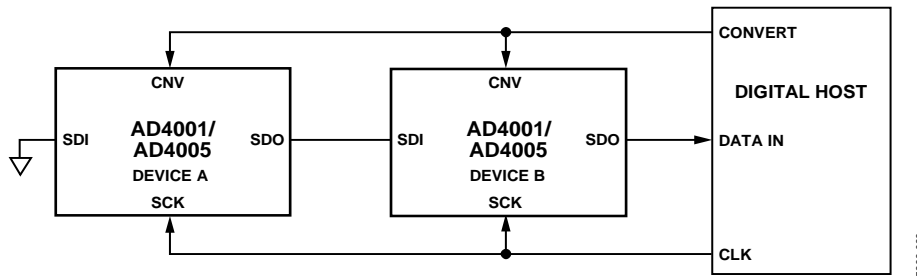 CONVERT
CNV
CNV
DIGITAL HOST
SDI
AD4001/
AD4005
SDO
DEVICE A
SCK
SDI
AD4001/
AD4005
SDO
DEVICE B
SCK
DATA IN
CLK